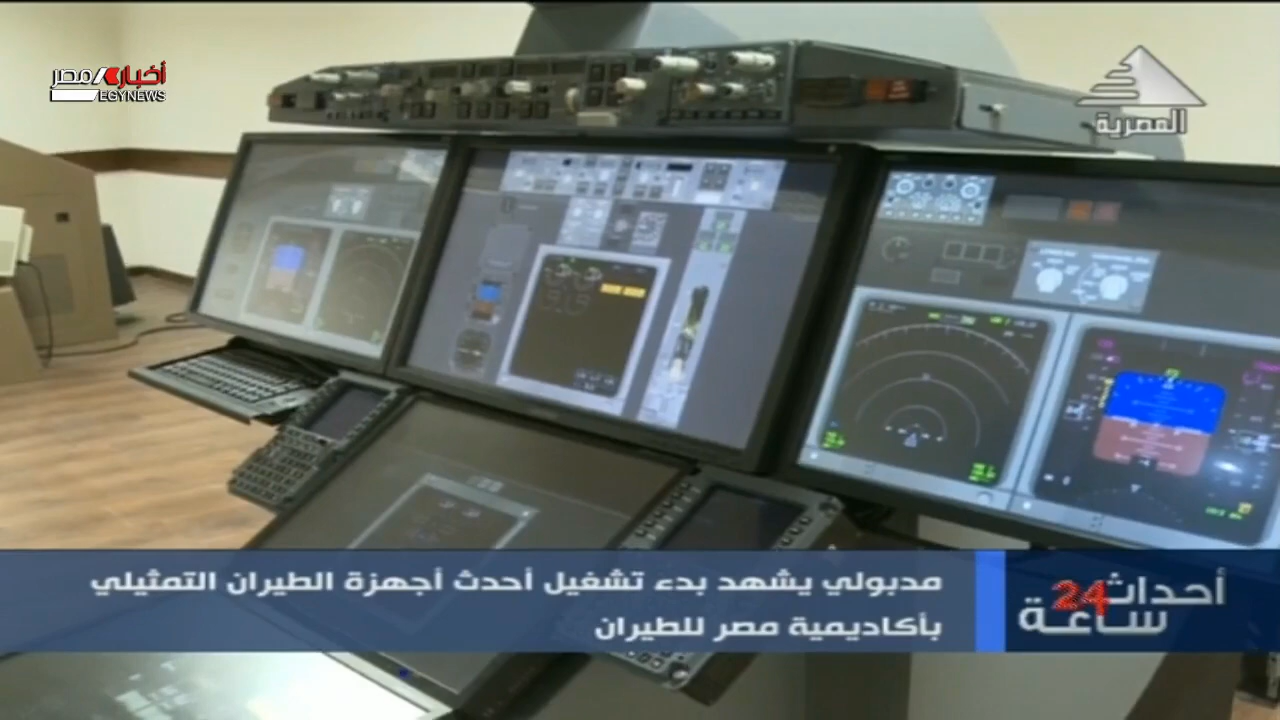 أخبار مصر
EGYNEWS
المصرية
مدبولي يشهد بدء تشغيل أحدث أجهزة الطيران التمثيلي
بأكاديمية مصر للطيران
أحداث 24 ساعة